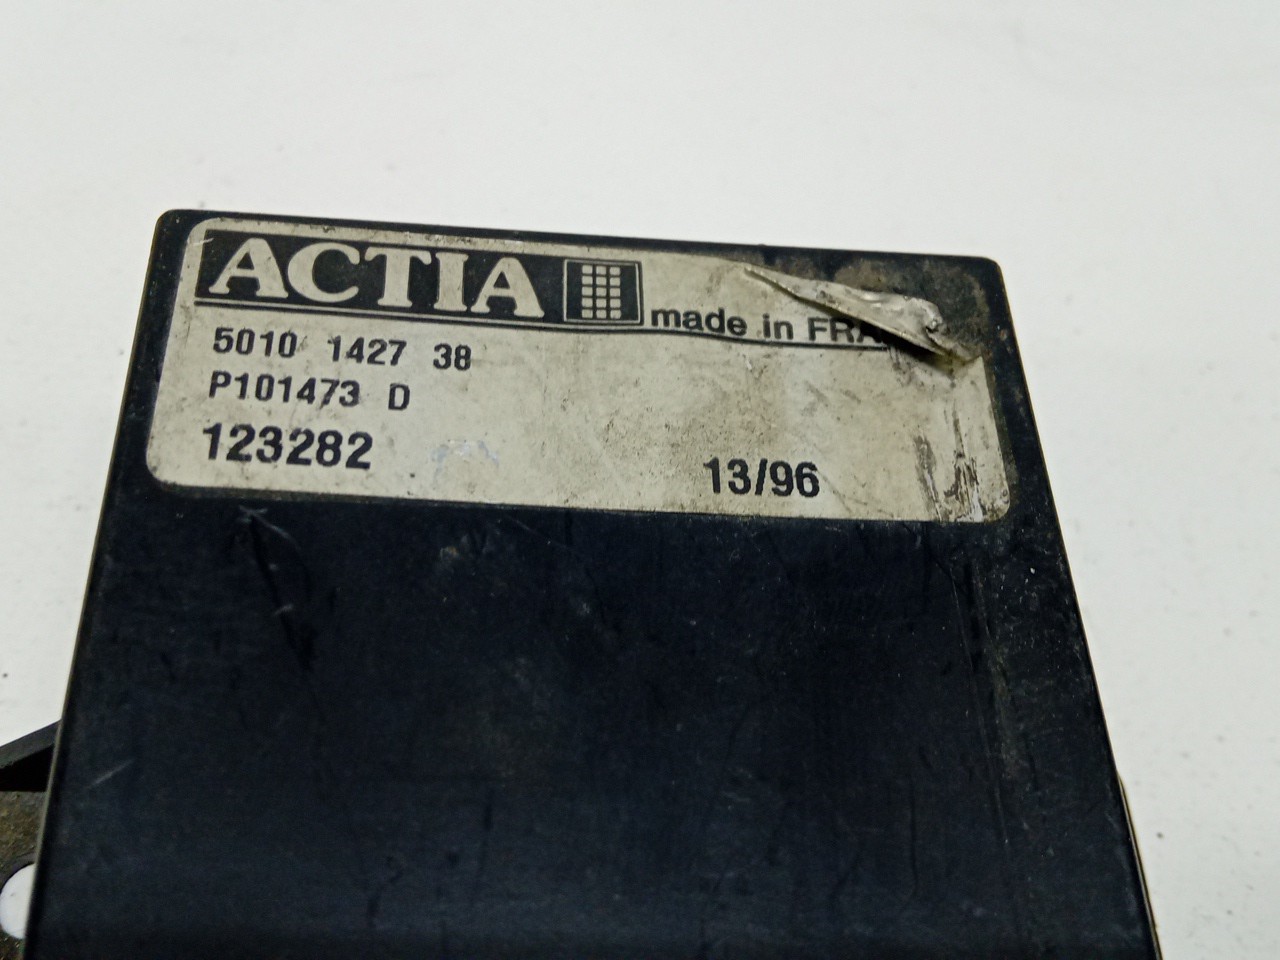 ACTIA made in FRA
5010 1427 38
P101473 D
123282 13/96